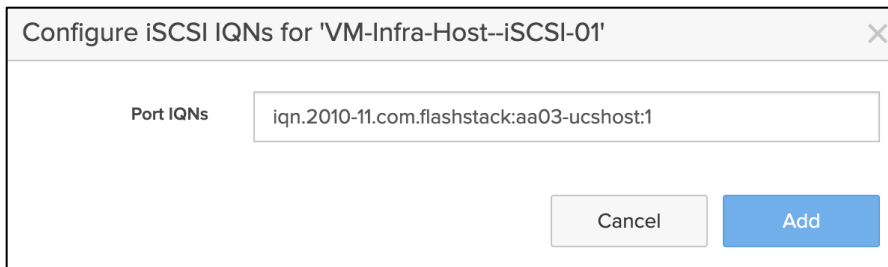 Configure iSCSI IQNs for 'VM-Infra-Host--iSCSI-01'
Port IQNs
iqn.2010-11.com.flashstack:aa03-ucshost:1
Cancel
Add